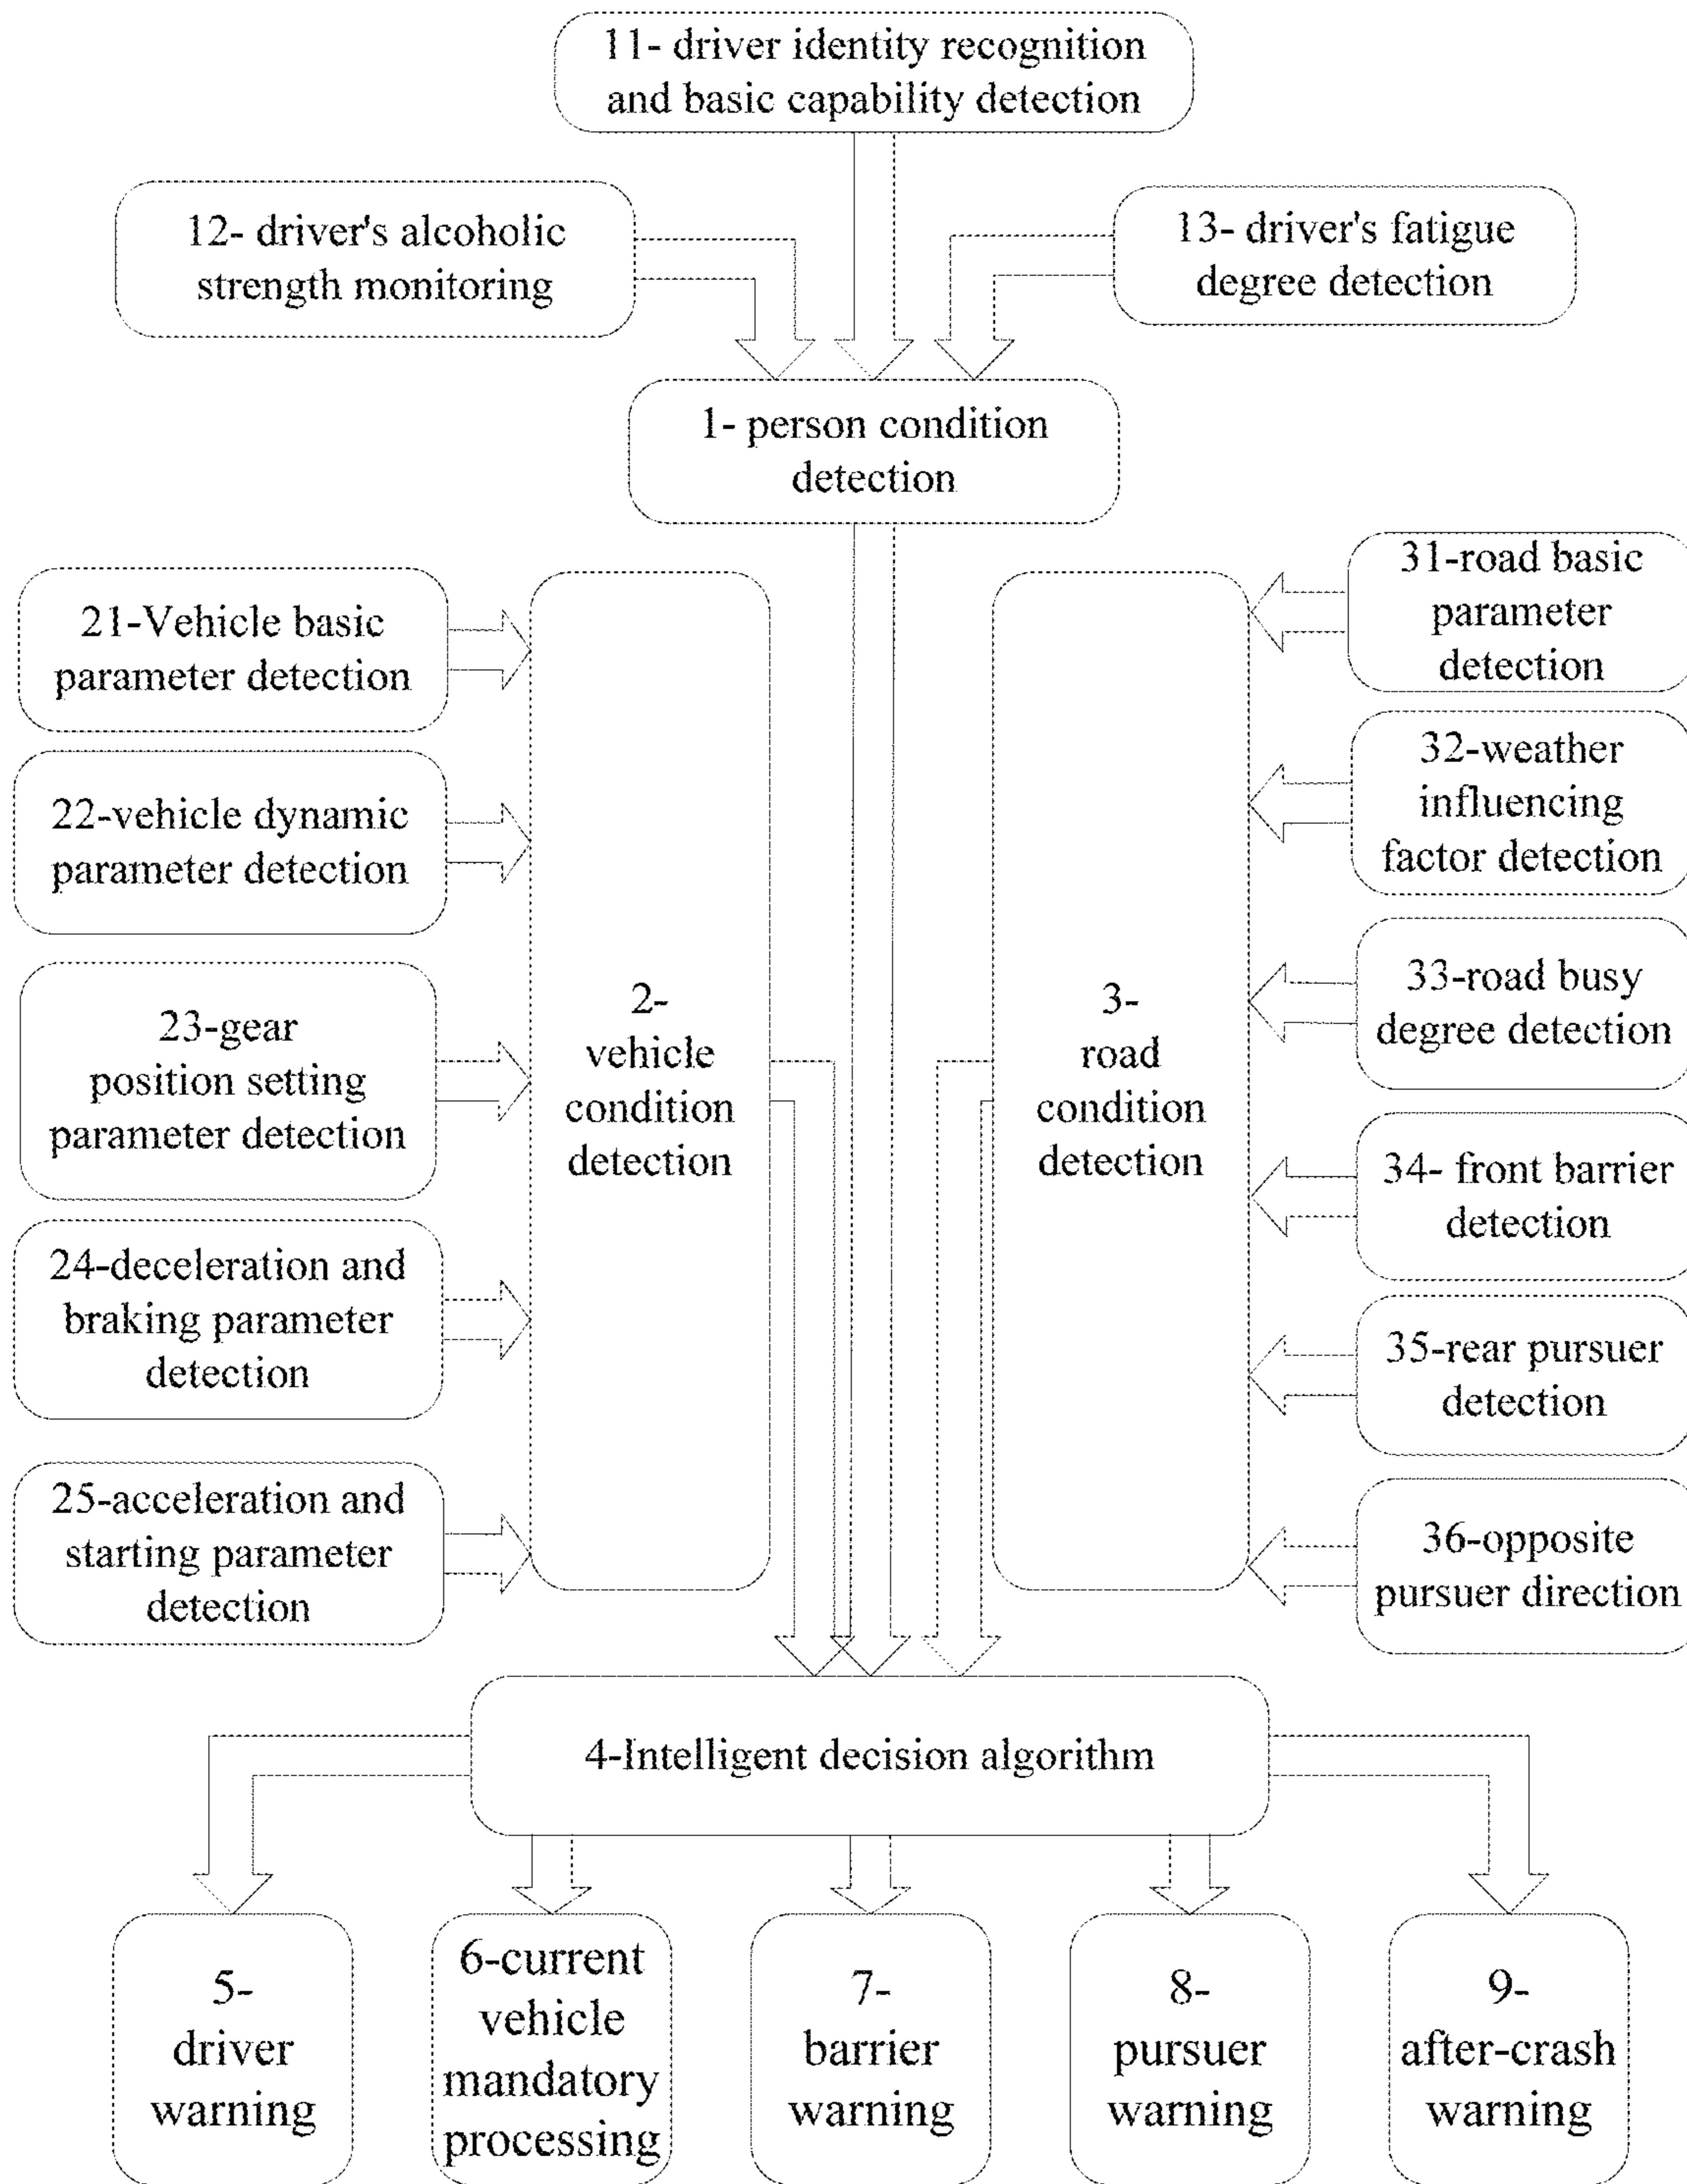 11- driver identity recognition
and basic capability detection
12- driver's alcoholic
strength monitoring
13- driver's fatigue
degree detection
1- person condition
detection
21-Vehicle basic
parameter detection
22-vehicle dynamic
parameter detection
23-gear
position setting
parameter detection
24-deceleration and
braking parameter
detection
25-acceleration and
starting parameter
detection
2-
vehicle
condition
detection
3-
road
condition
detection
31-road basic
parameter
detection
32-weather
influencing
factor detection
33-road busy
degree detection
34- front barrier
detection
35-rear pursuer
detection
36-opposite
pursuer direction
4-Intelligent decision algorithm
5-
driver
warning
6-current
vehicle
mandatory
processing
7-
barrier
warning
8-
pursuer
warning
9-
after-crash
warning